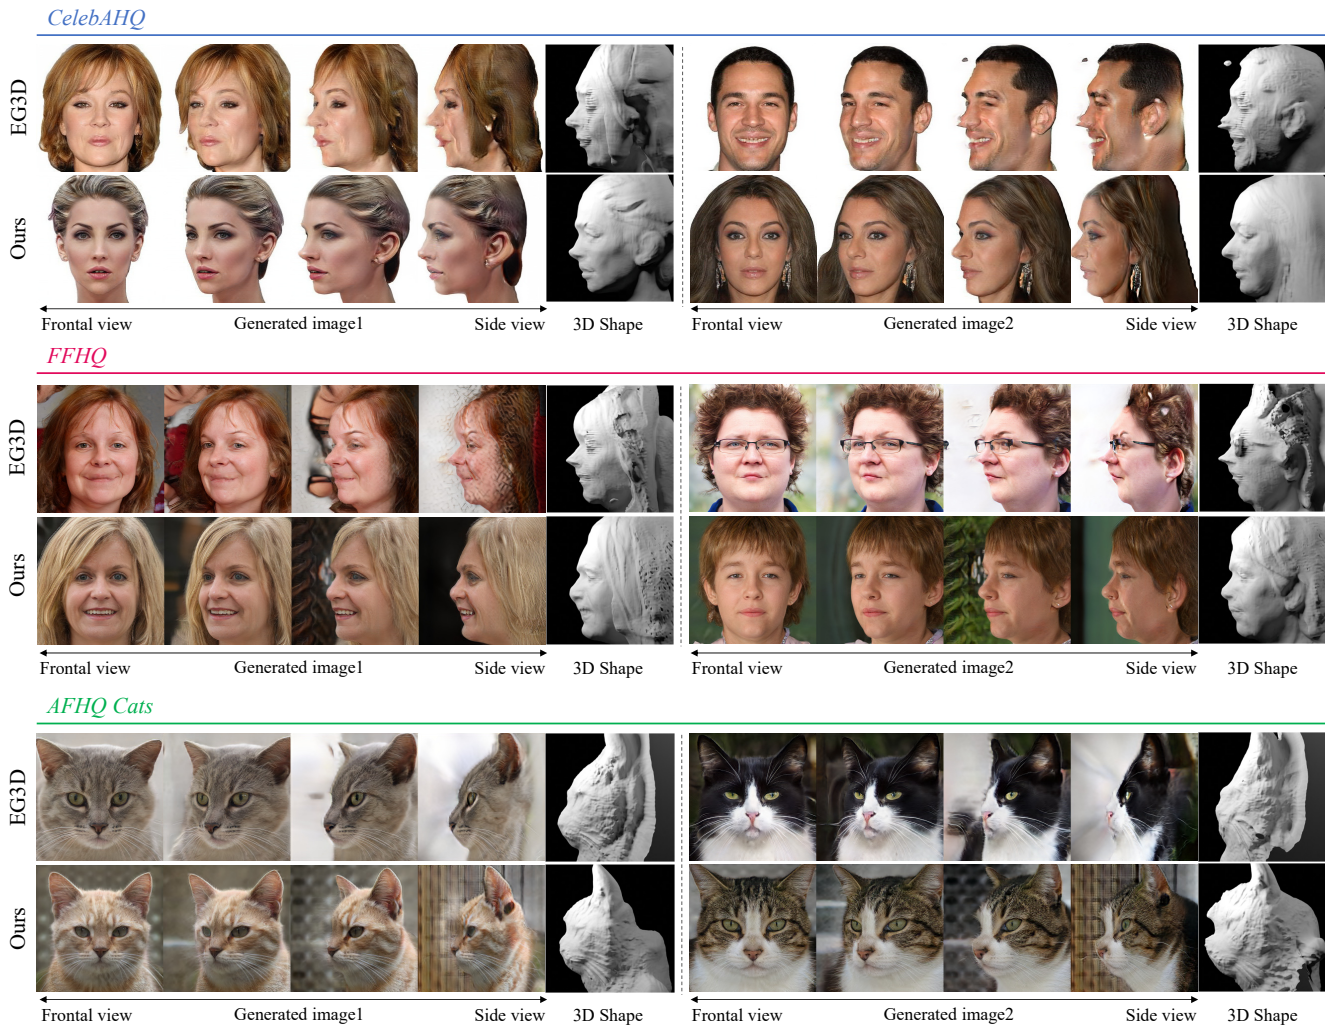 CelebAHQ
EG3D
Ours
Frontal view Generated image1 Side view 3D Shape Frontal view Generated image2 Side view 3D Shape
FFHQ
EG3D
Ours
Frontal view Generated image1 Side view 3D Shape Frontal view Generated image2 Side view 3D Shape
AFHQ Cats
EG3D
Ours
Frontal view Generated image1 Side view 3D Shape Frontal view Generated image2 Side view 3D Shape